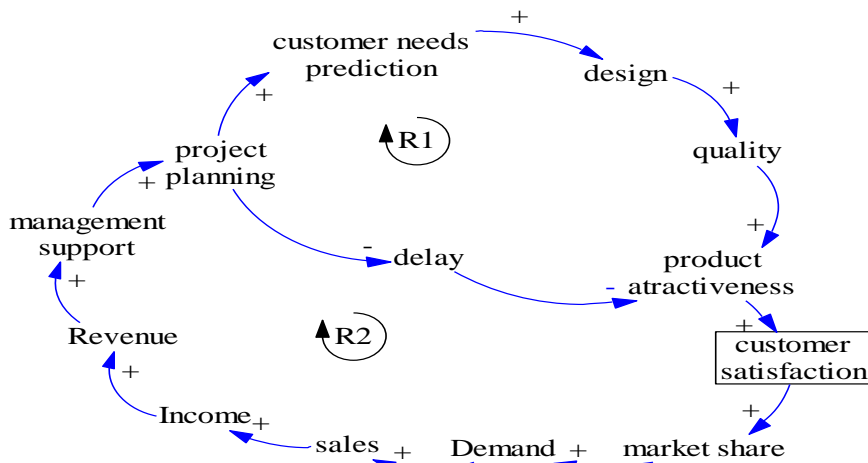 customer needs
prediction
+
design
+
+
R1
quality
project
planning
+
+
management
support
-
delay
product
atractiveness
-
+
+
customer
satisfaction
R2
Revenue
+
+
Income
+
sales
+
Demand
+
market share